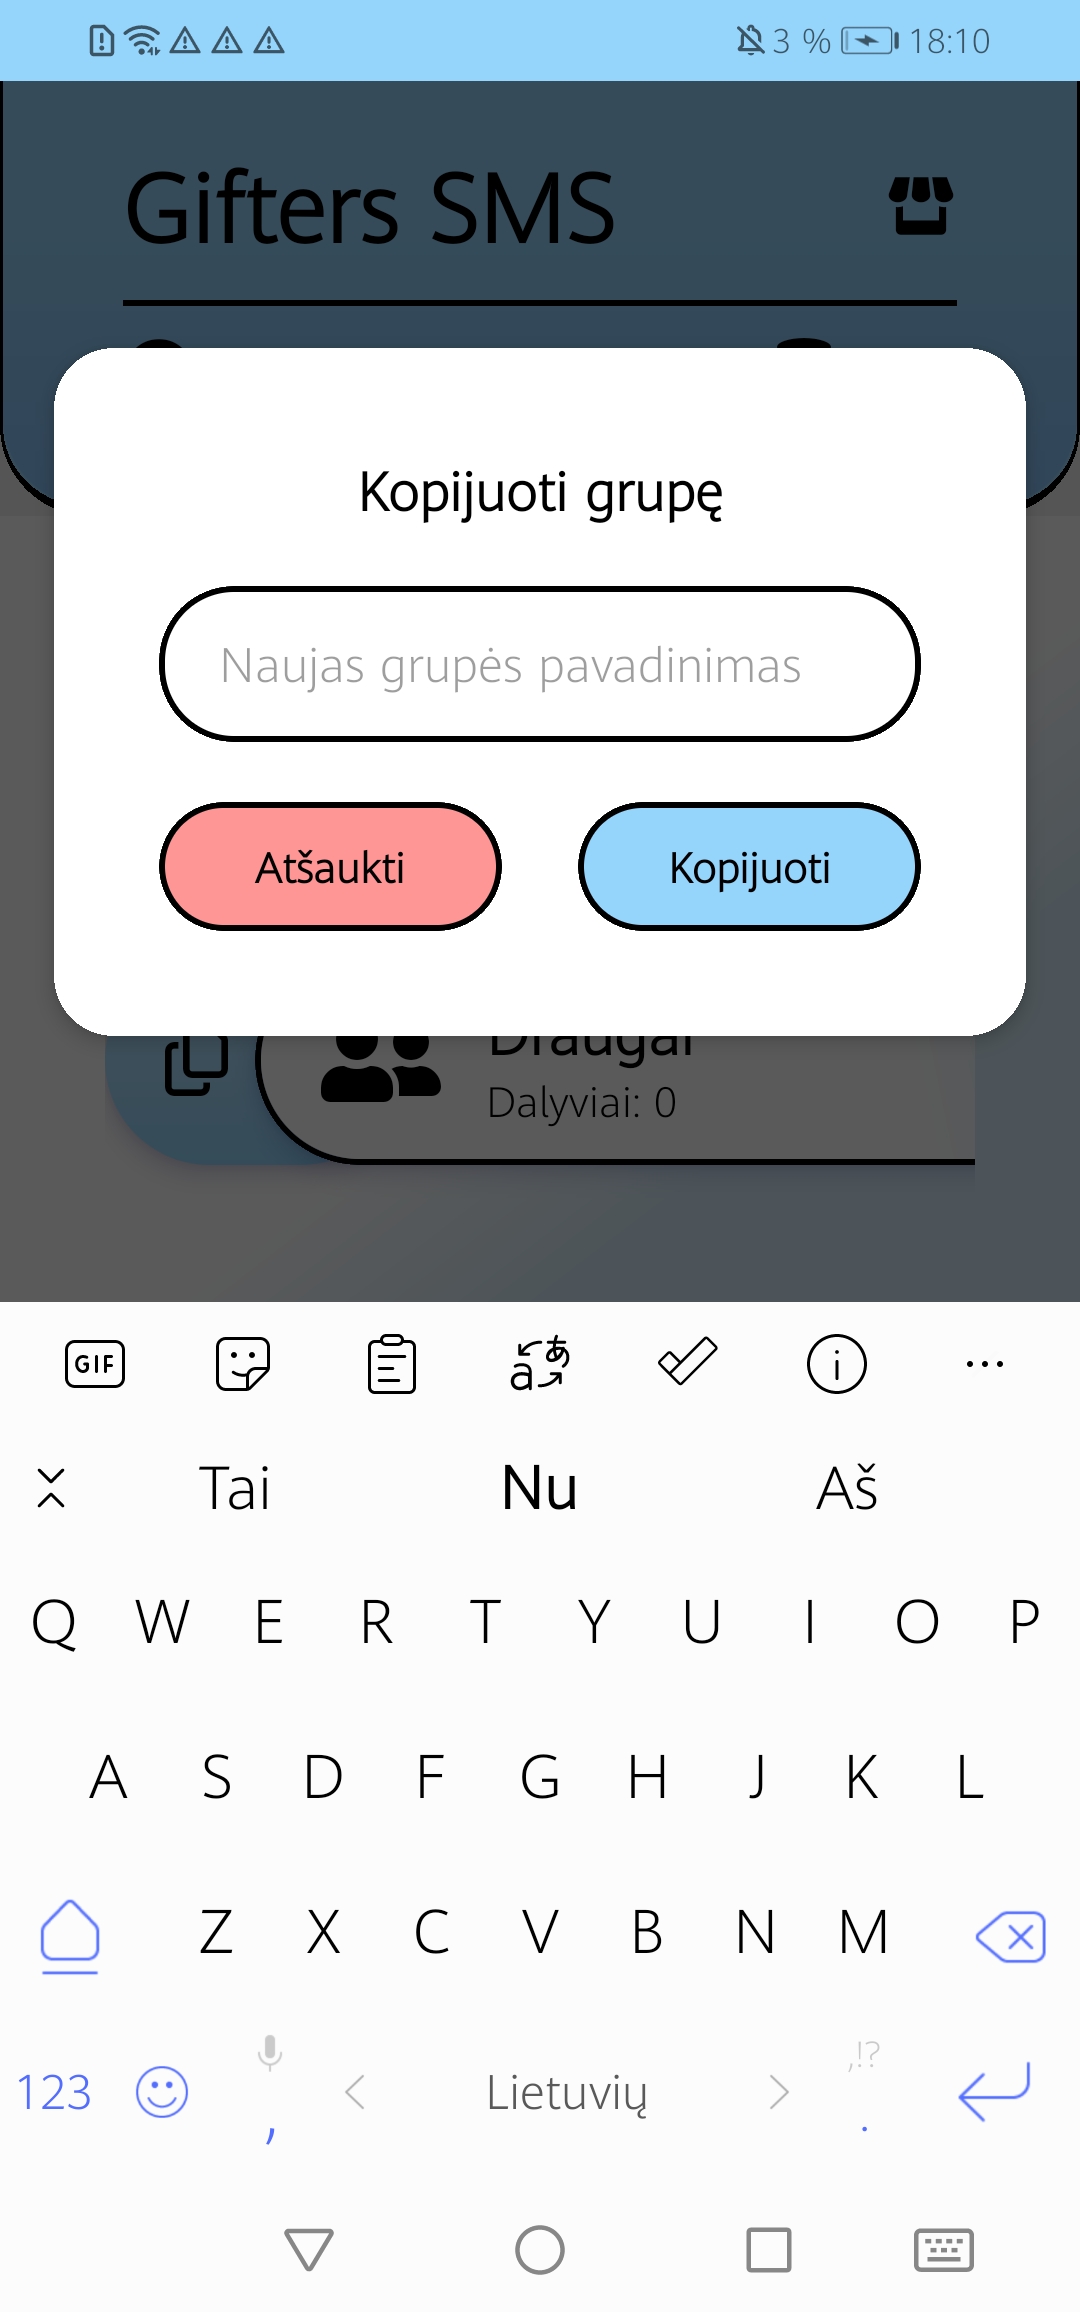 3 % 18:10
Gifters SMS
Kopijuoti grupę
Naujas grupės pavadinimas
Atšaukti Kopijuoti
Draugai
Dalyviai: 0
GIF
Tai Nu Aš
Q W E R T Y U I O P
A S D F G H J K L
Z X C V B N M
,!?
123 , < Lietuvių > .